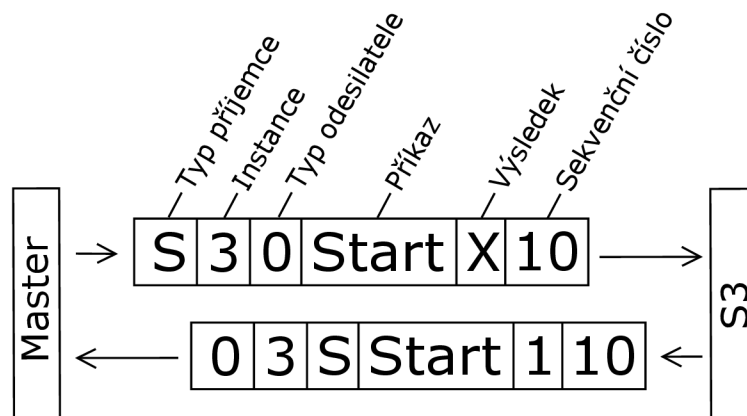 Typ příjemce
Instance
Typ odesilatele
Příkaz
Výsledek
Sekvenční číslo
Master
S 3 0 Start X 10
S3
0 3 S Start 1 10